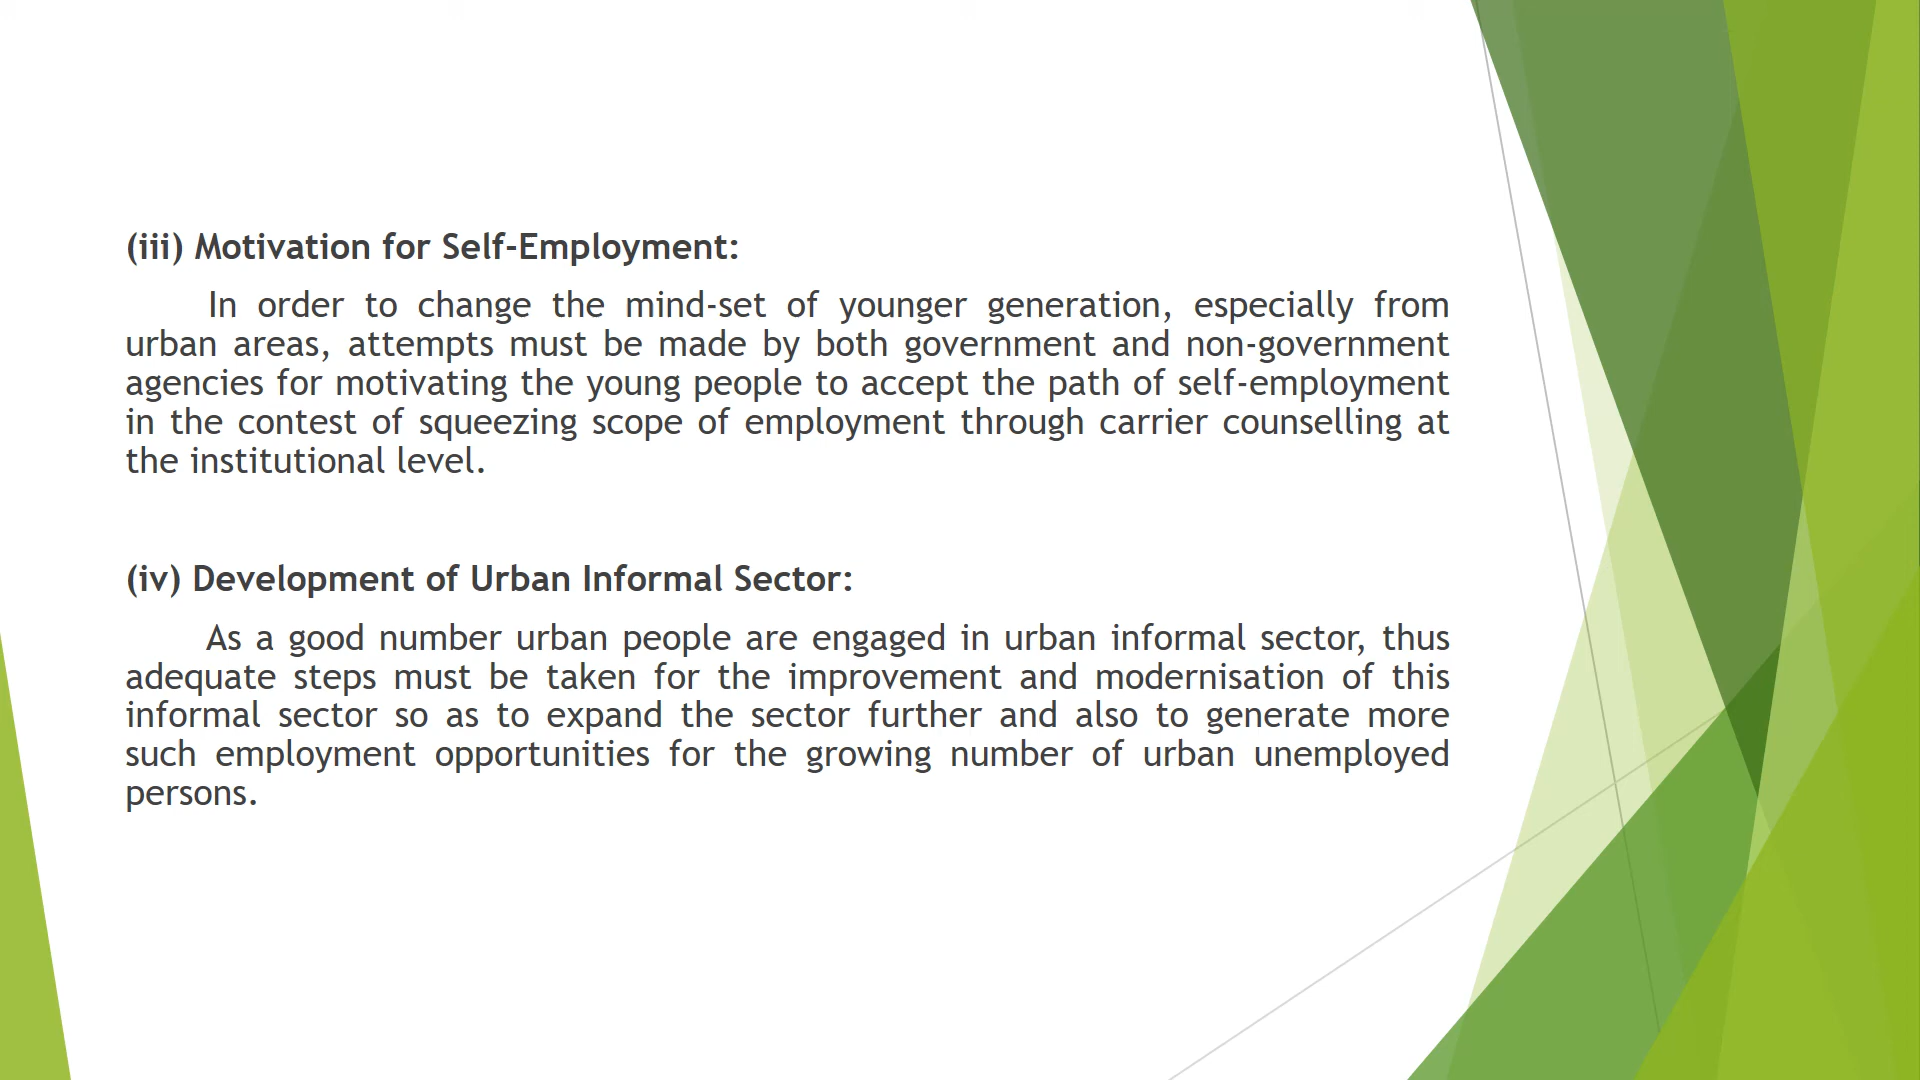 (iii) Motivation for Self-Employment:
In order to change the mind-set of younger generation, especially from
urban areas, attempts must be made by both government and non-government
agencies for motivating the young people to accept the path of self-employment
in the contest of squeezing scope of employment through carrier counselling at
the institutional level.
(iv) Development of Urban Informal Sector:
As a good number urban people are engaged in urban informal sector, thus
adequate steps must be taken for the improvement and modernisation of this
informal sector so as to expand the sector further and also to generate more
such employment opportunities for the growing number of urban unemployed
persons.